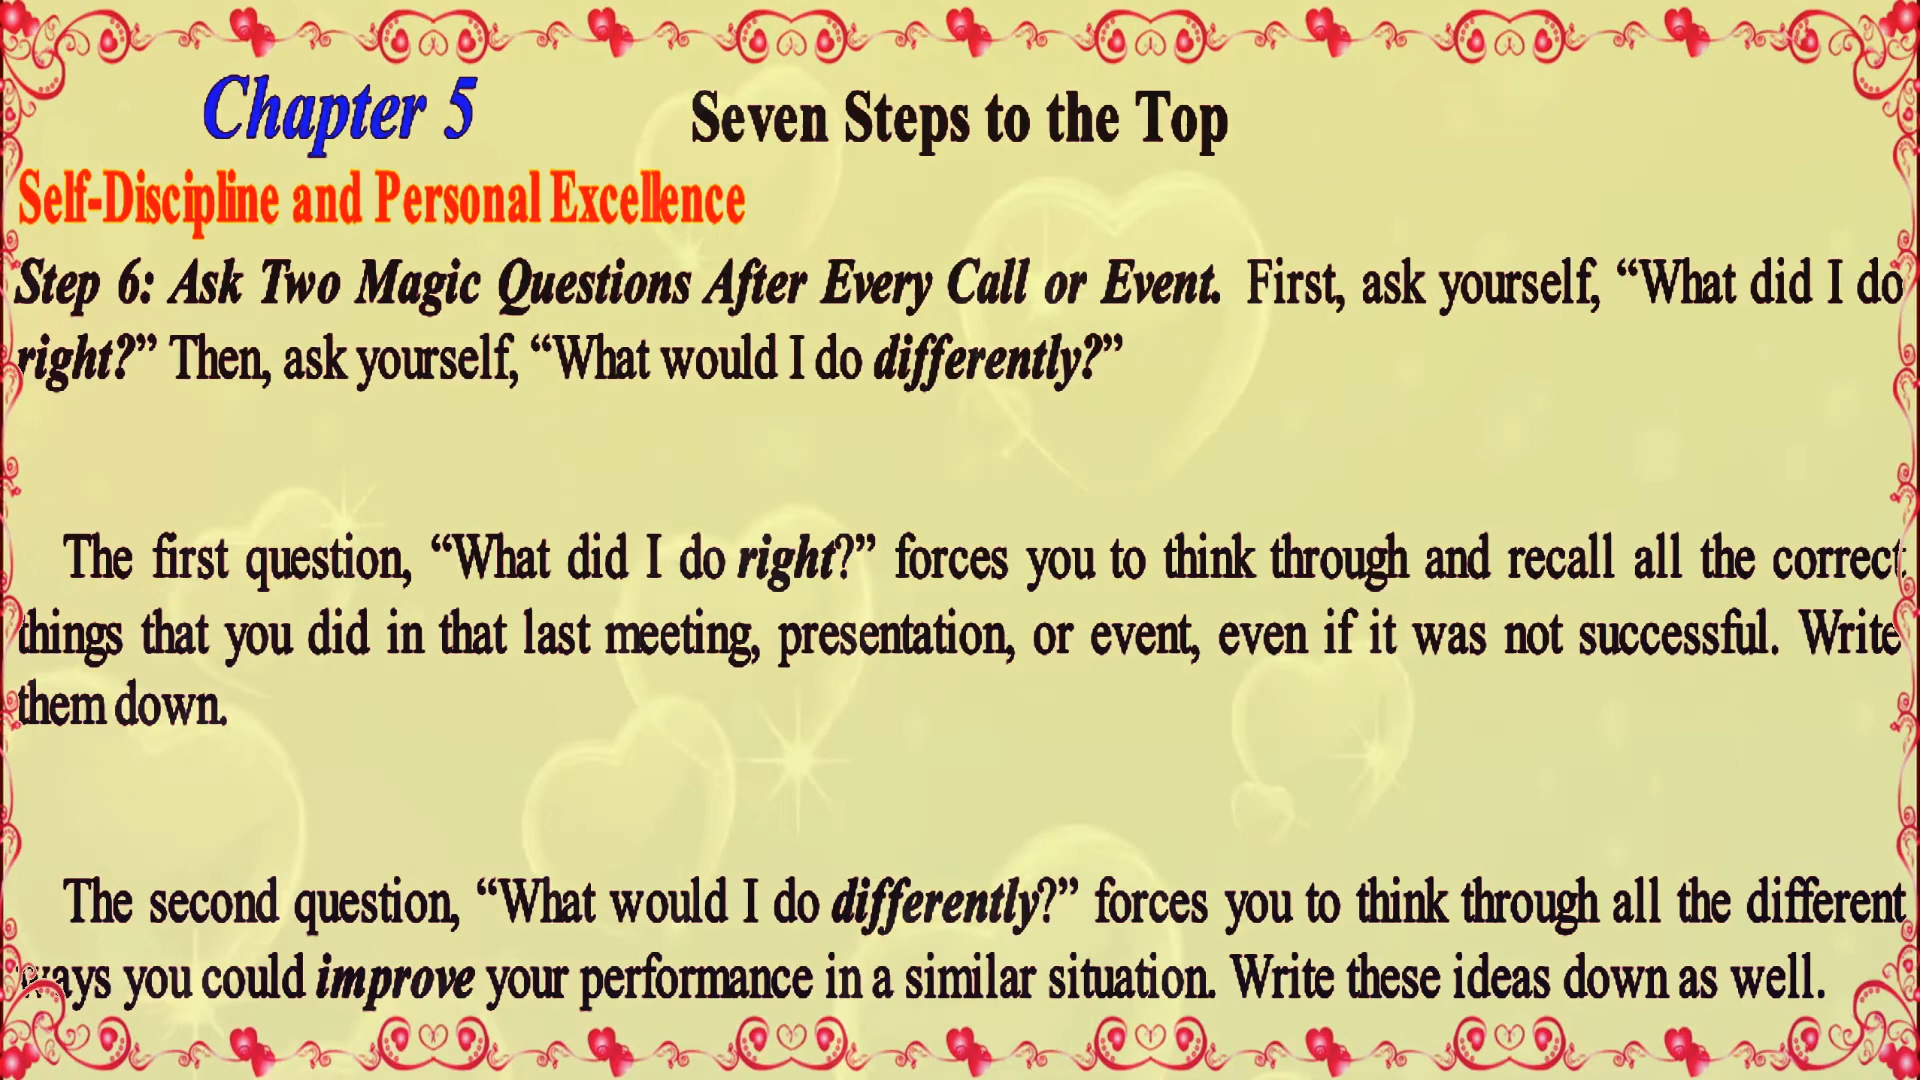 Chapter 5
Seven Steps to the Top
Self-Discipline and Personal Excellence
Step 6: Ask Two Magic Questions After Every Call or Event. First, ask yourself, “What did I do
right?” Then, ask yourself, “What would I do differently?”
The first question, “What did I do right?” forces you to think through and recall all the correct
things that you did in that last meeting, presentation, or event, even if it was not successful. Write
them down.
The second question, “What would I do differently?” forces you to think through all the different
ways you could improve your performance in a similar situation. Write these ideas down as well.